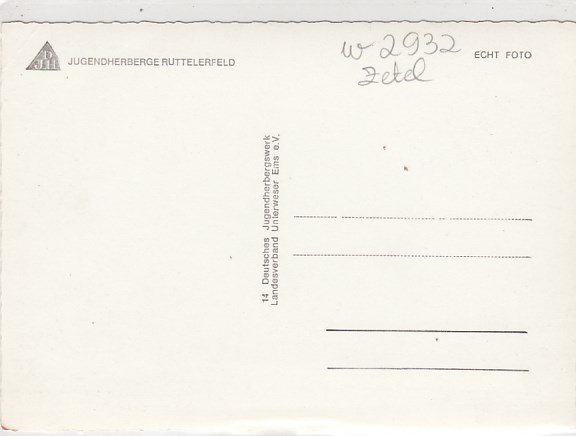 DJH
JUGENDHERBERGE RUTTELERFELD
W 2932
Zetel
ECHT FOTO
14 Deutsches Jugendherbergswerk
Landesverband Unterweser Ems e.V.